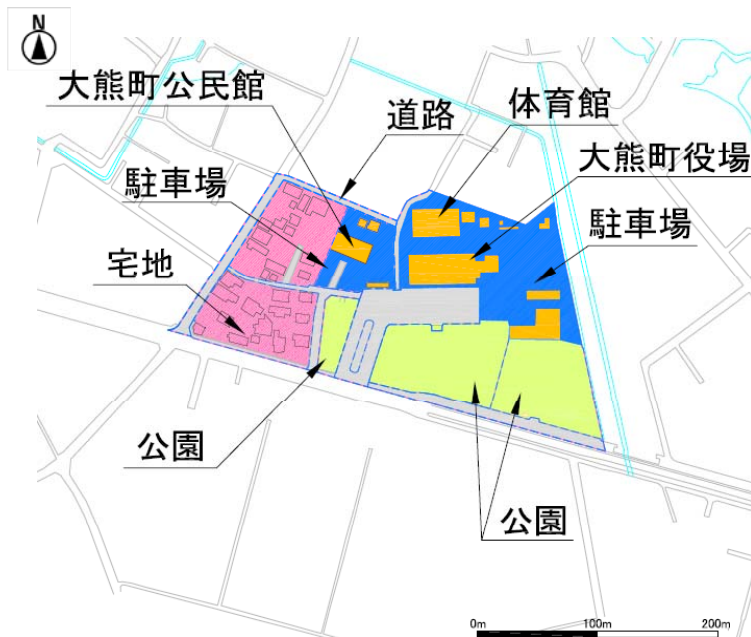 N
大熊町公民館
体育館
道路
大熊町役場
駐車場
駐車場
宅地
公園
公園
0m 100m 200m